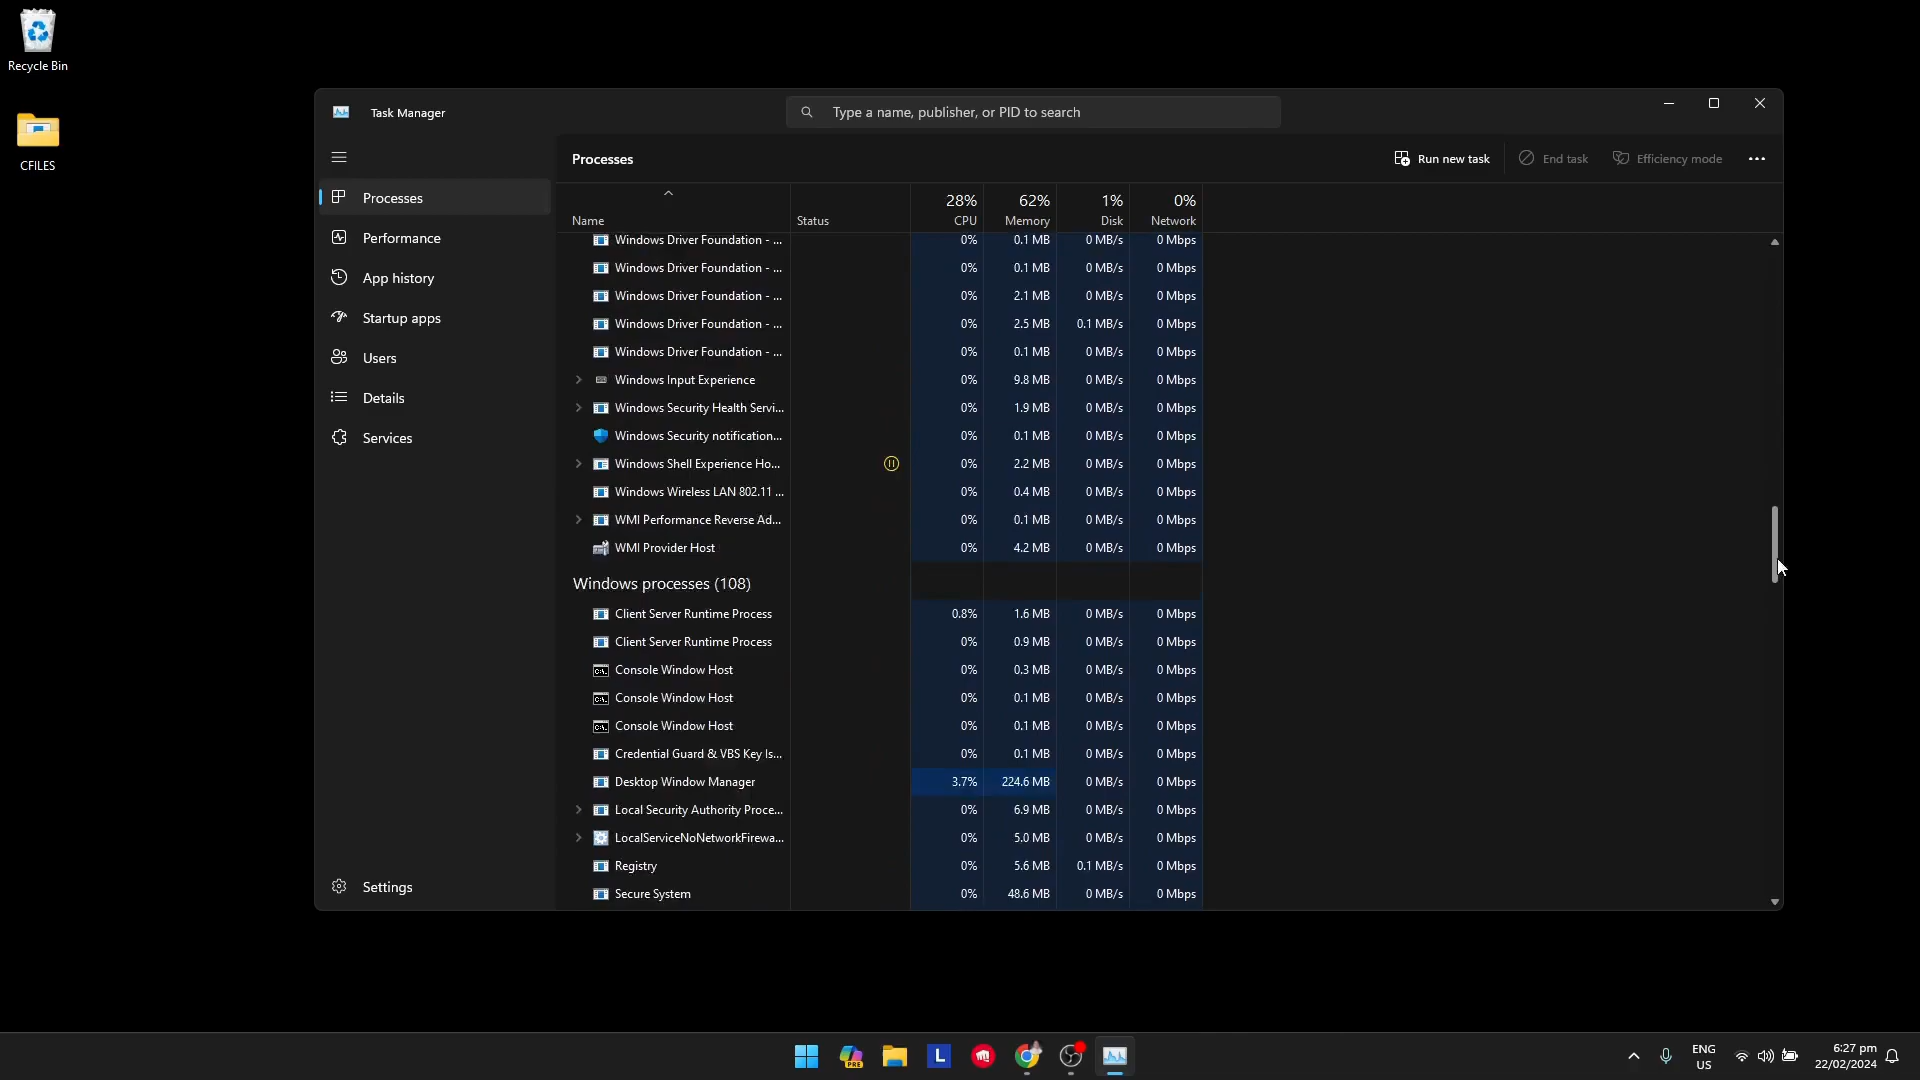 Recycle Bin
CFILES
Task Manager
Type a name, publisher, or PID to search
Processes
Run new task
End task
Efficiency mode
Processes
Performance
App history
Startup apps
Users
Details
Services
Settings
28% 62% 1% 0%
Name Status CPU Memory Disk Network
Windows Driver Foundation - ... 0% 0.1 MB 0 MB/s 0 Mbps
Windows Driver Foundation - ... 0% 0.1 MB 0 MB/s 0 Mbps
Windows Driver Foundation - ... 0% 2.1 MB 0 MB/s 0 Mbps
Windows Driver Foundation - ... 0% 2.5 MB 0.1 MB/s 0 Mbps
Windows Driver Foundation - ... 0% 0.1 MB 0 MB/s 0 Mbps
Windows Input Experience 0% 9.8 MB 0 MB/s 0 Mbps
Windows Security Health Servi... 0% 1.9 MB 0 MB/s 0 Mbps
Windows Security notification... 0% 0.1 MB 0 MB/s 0 Mbps
Windows Shell Experience Ho... 0% 2.2 MB 0 MB/s 0 Mbps
Windows Wireless LAN 802.11 ... 0% 0.4 MB 0 MB/s 0 Mbps
WMI Performance Reverse Ad... 0% 0.1 MB 0 MB/s 0 Mbps
WMI Provider Host 0% 4.2 MB 0 MB/s 0 Mbps
Windows processes (108)
Client Server Runtime Process 0.8% 1.6 MB 0 MB/s 0 Mbps
Client Server Runtime Process 0% 0.9 MB 0 MB/s 0 Mbps
Console Window Host 0% 0.3 MB 0 MB/s 0 Mbps
Console Window Host 0% 0.1 MB 0 MB/s 0 Mbps
Console Window Host 0% 0.1 MB 0 MB/s 0 Mbps
Credential Guard & VBS Key Is... 0% 0.1 MB 0 MB/s 0 Mbps
Desktop Window Manager 3.7% 224.6 MB 0 MB/s 0 Mbps
Local Security Authority Proce... 0% 6.9 MB 0 MB/s 0 Mbps
LocalServiceNoNetworkFirewa... 0% 5.0 MB 0 MB/s 0 Mbps
Registry 0% 5.6 MB 0.1 MB/s 0 Mbps
Secure System 0% 48.6 MB 0 MB/s 0 Mbps
PRE
L
ENG
US
6:27 pm
22/02/2024